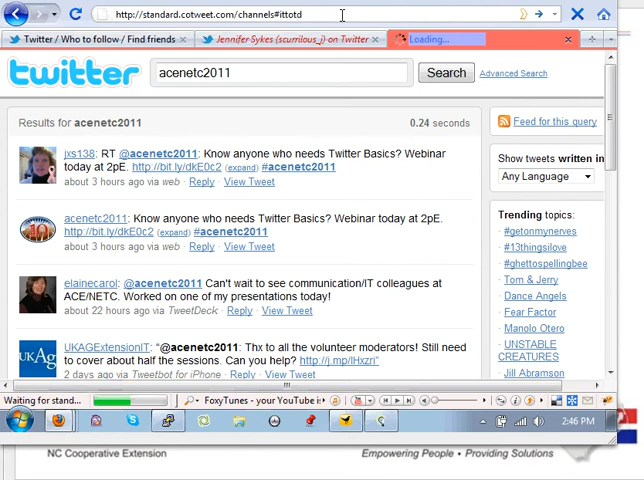 http://standard.cotweet.com/channels#ittotd
Twitter / Who to follow / Find friends
Jennifer Sykes (scurrilous_j) on Twitter
Loading...
twitter
acenetc2011
Search
Advanced Search
Results for acenetc2011
0.24 seconds
jxs138: RT @acenetc2011: Know anyone who needs Twitter Basics? Webinar
today at 2pE. http://bit.ly/dkE0c2 (expand) #acenetc2011
about 3 hours ago via web · Reply · View Tweet
acenetc2011: Know anyone who needs Twitter Basics? Webinar today at 2pE.
http://bit.ly/dkE0c2 (expand) #acenetc2011
about 3 hours ago via web · Reply · View Tweet
elainecarol: @acenetc2011 Can't wait to see communication/IT colleagues at
ACE/NETC. Worked on one of my presentations today!
about 22 hours ago via TweetDeck · Reply · View Tweet
UKAg
UKAGExtensionIT: "@acenetc2011: Thx to all the volunteer moderators! Still need
to cover about half the sessions. Can you help? http://j.mp/lHxzri"
2 days ago via Tweetbot for iPhone · Reply · View Tweet
Feed for this query
Show tweets written in
Any Language
Trending topics:
· #getonmynerves
· #13thingsilove
· #ghettospellingbee
· Tom & Jerry
· Dance Angels
· Fear Factor
· Manolo Otero
· UNSTABLE
CREATURES
· Jill Abramson
Waiting for stand...
FoxyTunes - your YouTube is
2:46 PM
NC Cooperative Extension
Empowering People • Providing Solutions